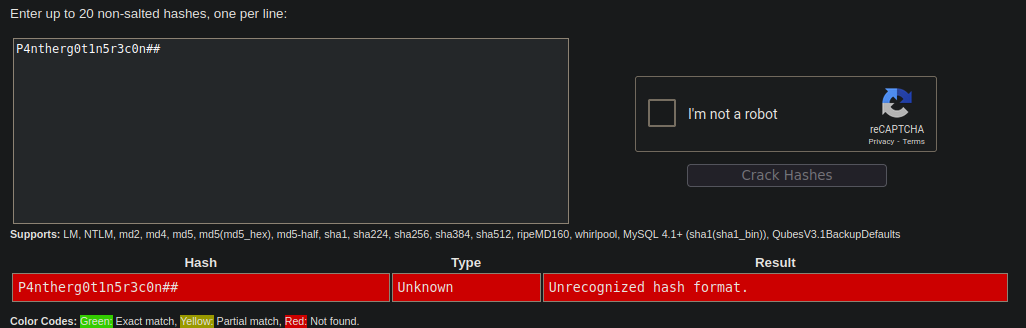 Enter up to 20 non-salted hashes, one per line:
P4ntherg0t1n5r3c0n##
I'm not a robot
reCAPTCHA
Privacy - Terms
Crack Hashes
Supports: LM, NTLM, md2, md4, md5, md5(md5_hex), md5-half, sha1, sha224, sha256, sha384, sha512, ripeMD160, whirlpool, MySQL 4.1+ (sha1(sha1_bin)), QubesV3.1BackupDefaults
Hash Type Result
P4ntherg0t1n5r3c0n## Unknown Unrecognized hash format.
Color Codes: Green: Exact match, Yellow: Partial match, Red: Not found.